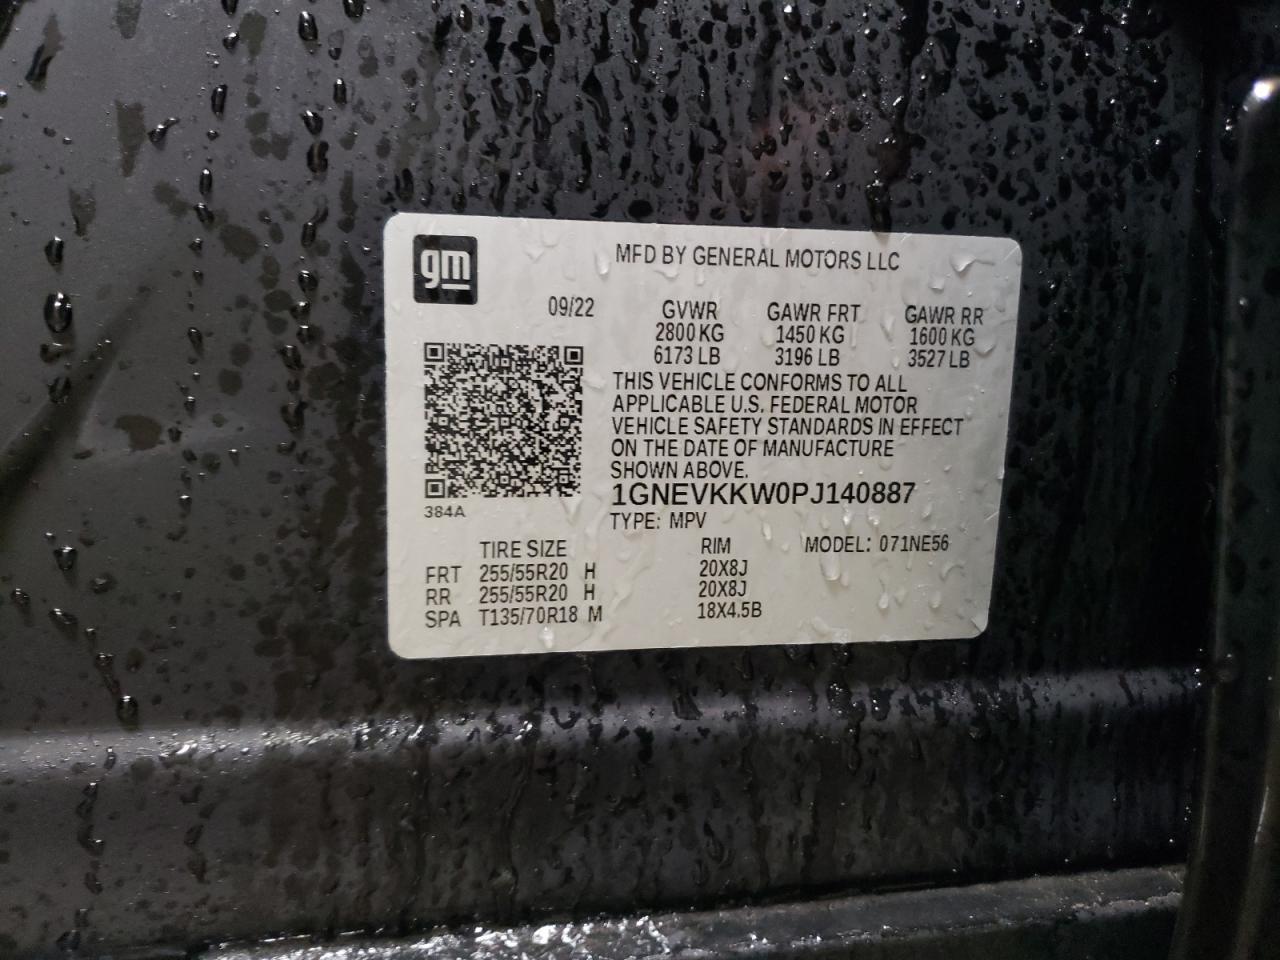 gm
MFD BY GENERAL MOTORS LLC
09/22
GVWR GAWR FRT GAWR RR
2800 KG 1450 KG 1600 KG
6173 LB 3196 LB 3527 LB
THIS VEHICLE CONFORMS TO ALL
APPLICABLE U.S. FEDERAL MOTOR
VEHICLE SAFETY STANDARDS IN EFFECT
ON THE DATE OF MANUFACTURE
SHOWN ABOVE.
1GNEVKKW0PJ140887
384A
TYPE: MPV
TIRE SIZE RIM MODEL: 071NE56
FRT 255/55R20 H 20X8J
RR 255/55R20 H 20X8J
SPA T135/70R18 M 18X4.5B